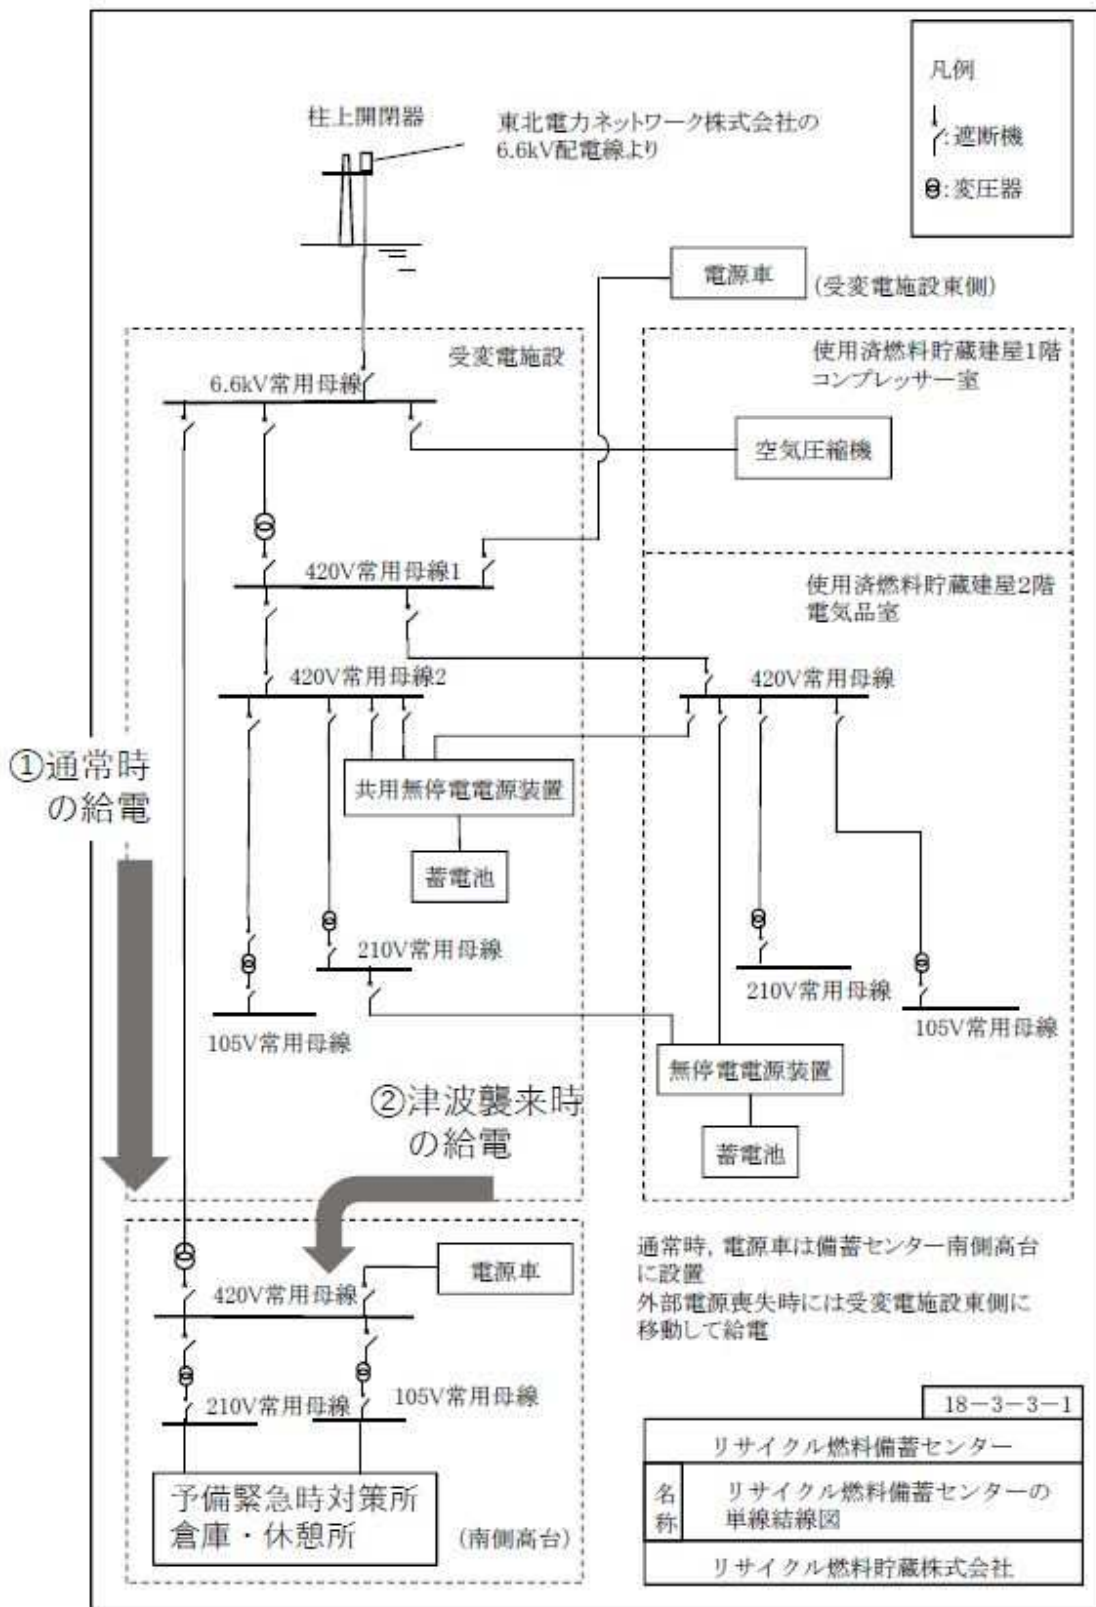 凡例
:遮断機
:変圧器
柱上開閉器
東北電力ネットワーク株式会社の
6.6kV配電線より
電源車
(受変電施設東側)
受変電施設
使用済燃料貯蔵建屋1階
コンプレッサー室
6.6kV常用母線
空気圧縮機
420V常用母線1
使用済燃料貯蔵建屋2階
電気品室
420V常用母線2
420V常用母線
①通常時
の給電
共用無停電電源装置
蓄電池
210V常用母線
210V常用母線
105V常用母線
105V常用母線
無停電電源装置
②津波襲来時
の給電
蓄電池
通常時，電源車は備蓄センター南側高台
に設置
外部電源喪失時には受変電施設東側に
移動して給電
電源車
420V常用母線
210V常用母線
105V常用母線
予備緊急時対策所
倉庫・休憩所
(南側高台)
18－3－3－1
リサイクル燃料備蓄センター
名称
リサイクル燃料備蓄センターの
単線結線図
リサイクル燃料貯蔵株式会社